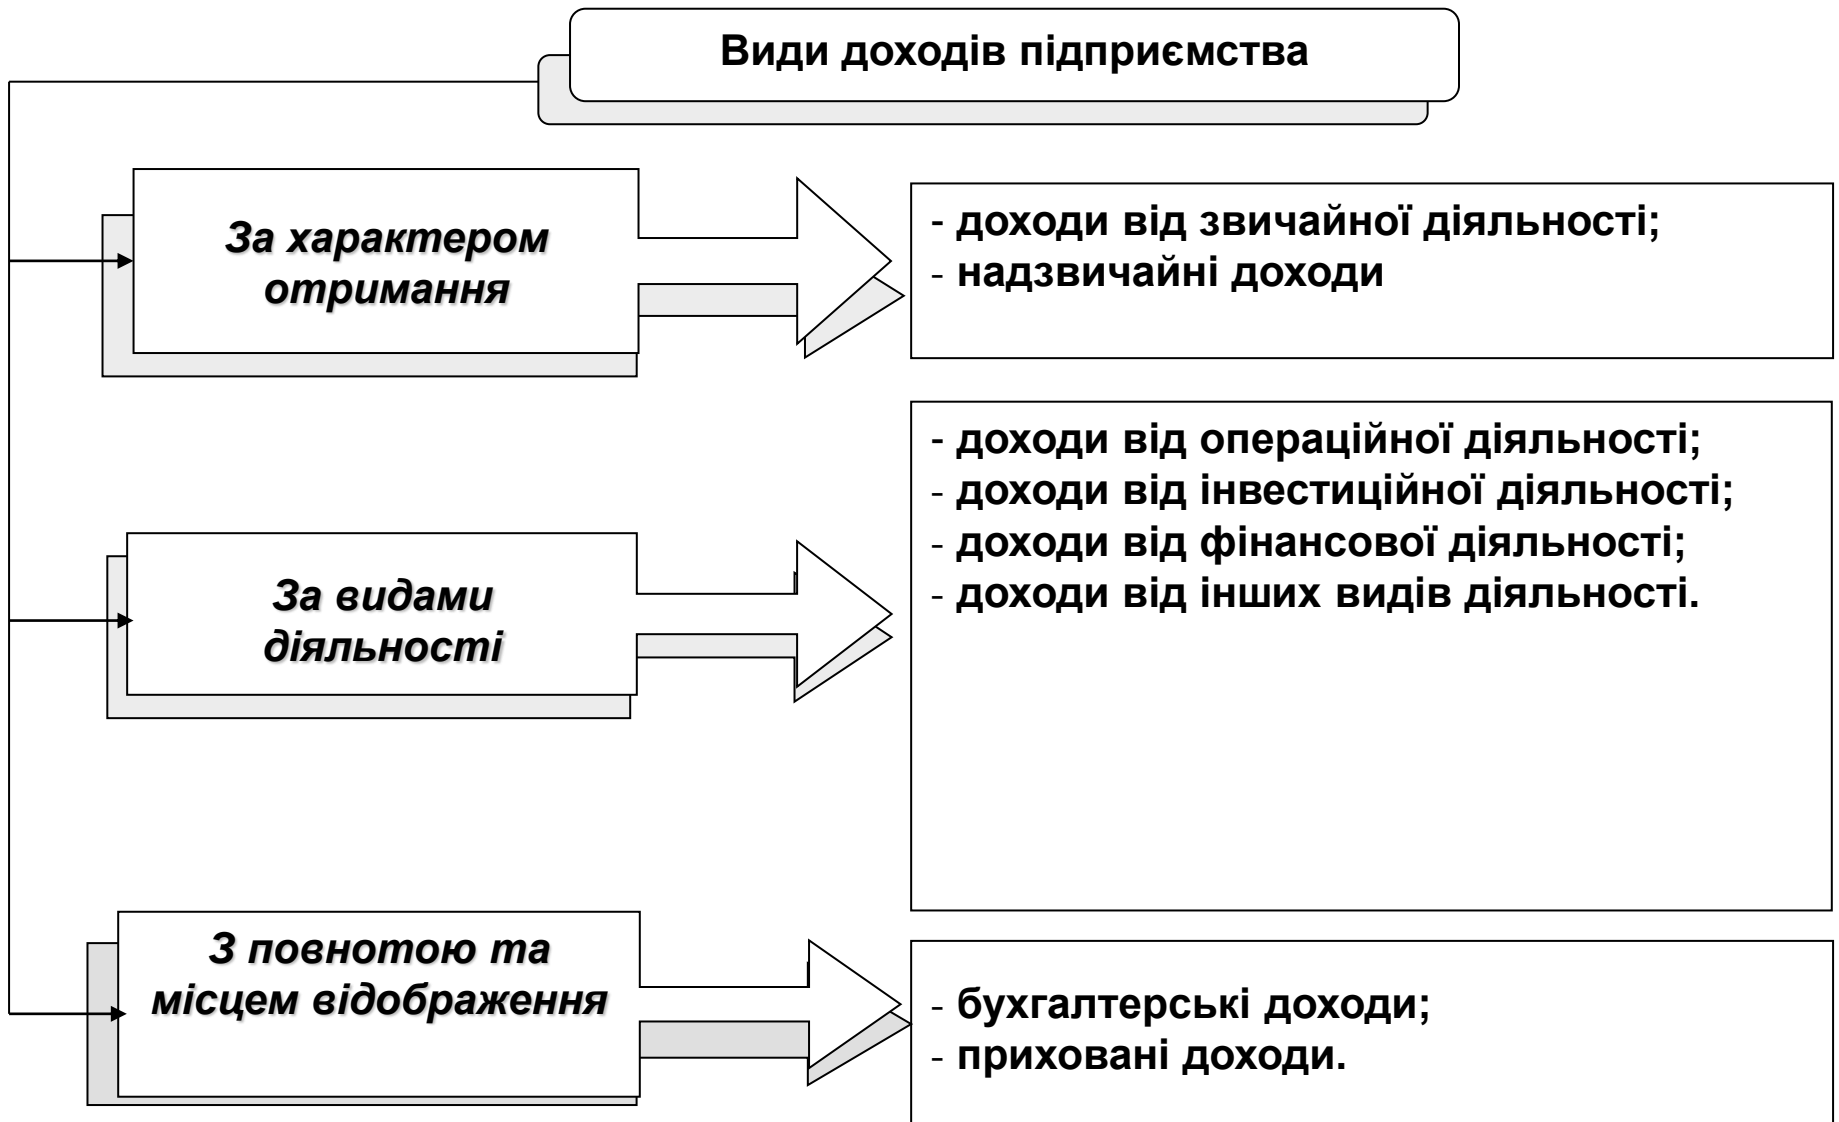 Види доходів підприємства
За характером
отримання
- доходи від звичайної діяльності;
- надзвичайні доходи
За видами
діяльності
- доходи від операційної діяльності;
- доходи від інвестиційної діяльності;
- доходи від фінансової діяльності;
- доходи від інших видів діяльності.
З повнотою та
місцем відображення
- бухгалтерські доходи;
- приховані доходи.